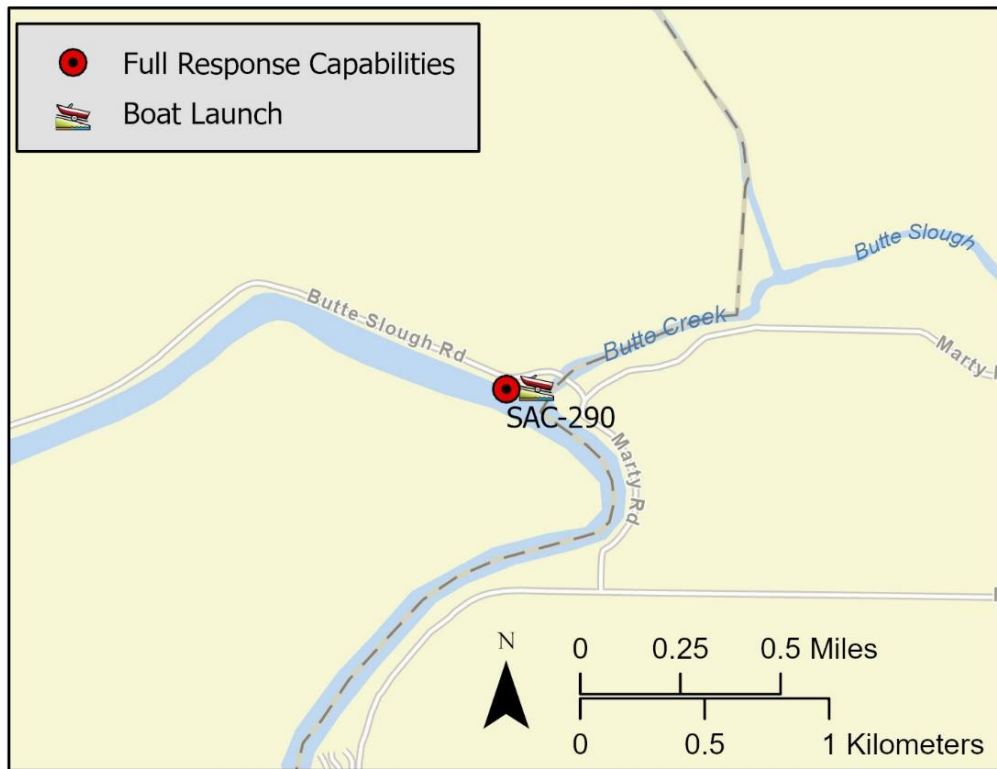 Full Response Capabilities
Boat Launch
Butte Slough
Butte Slough Rd
Butte Creek
Marty
SAC-290
Marty Rd
N
0 0.25 0.5 Miles
0 0.5 1 Kilometers